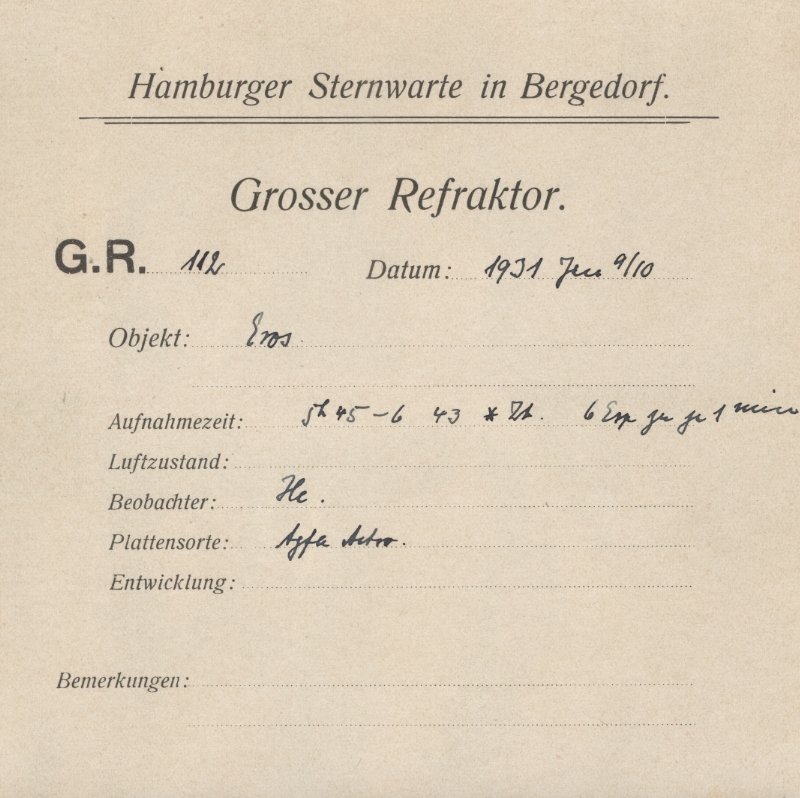 Hamburger Sternwarte in Bergedorf.
Grosser Refraktor.
G.R. 112 Datum: 1931 Jan 9/10
Objekt: Eros
Aufnahmezeit: 5h 45 – 6 43 * Zt. 6 Exp zu je 1 min
Luftzustand:
Beobachter: He.
Plattensorte: Agfa Astro.
Entwicklung:
Bemerkungen: